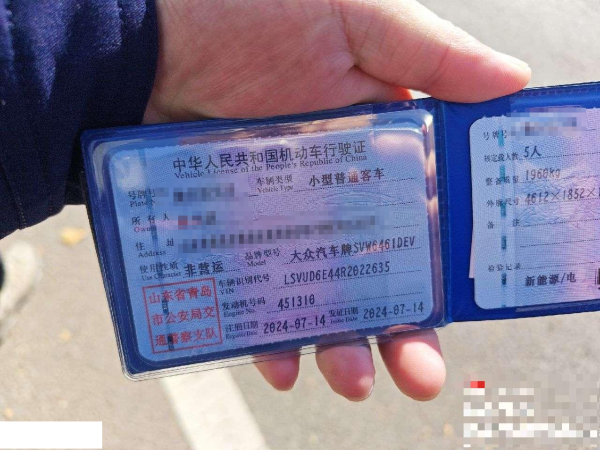 中华人民共和国机动车行驶证
Vehicle License of the People's Republic of China
号牌号
Plate
车辆类型
Vehicle Type
小型普通客车
所有人
Owner
住 址
Address
使用性质
Use Character
非营运
品牌型号
Model
大众汽车牌SVW6461DEV
山东省青岛
市公安局交
通警察支队
车辆识别代号
VIN
LSVUD6E44R2022635
发动机号码
Engine No.
451310
注册日期
Register Date
2024-07-14
发证日期
Issue Date
2024-07-14
号牌号
核定载人数
5人
整备质量
1960kg
外廓尺寸
4612×1852×1
备 注
检验记录
新能源/电